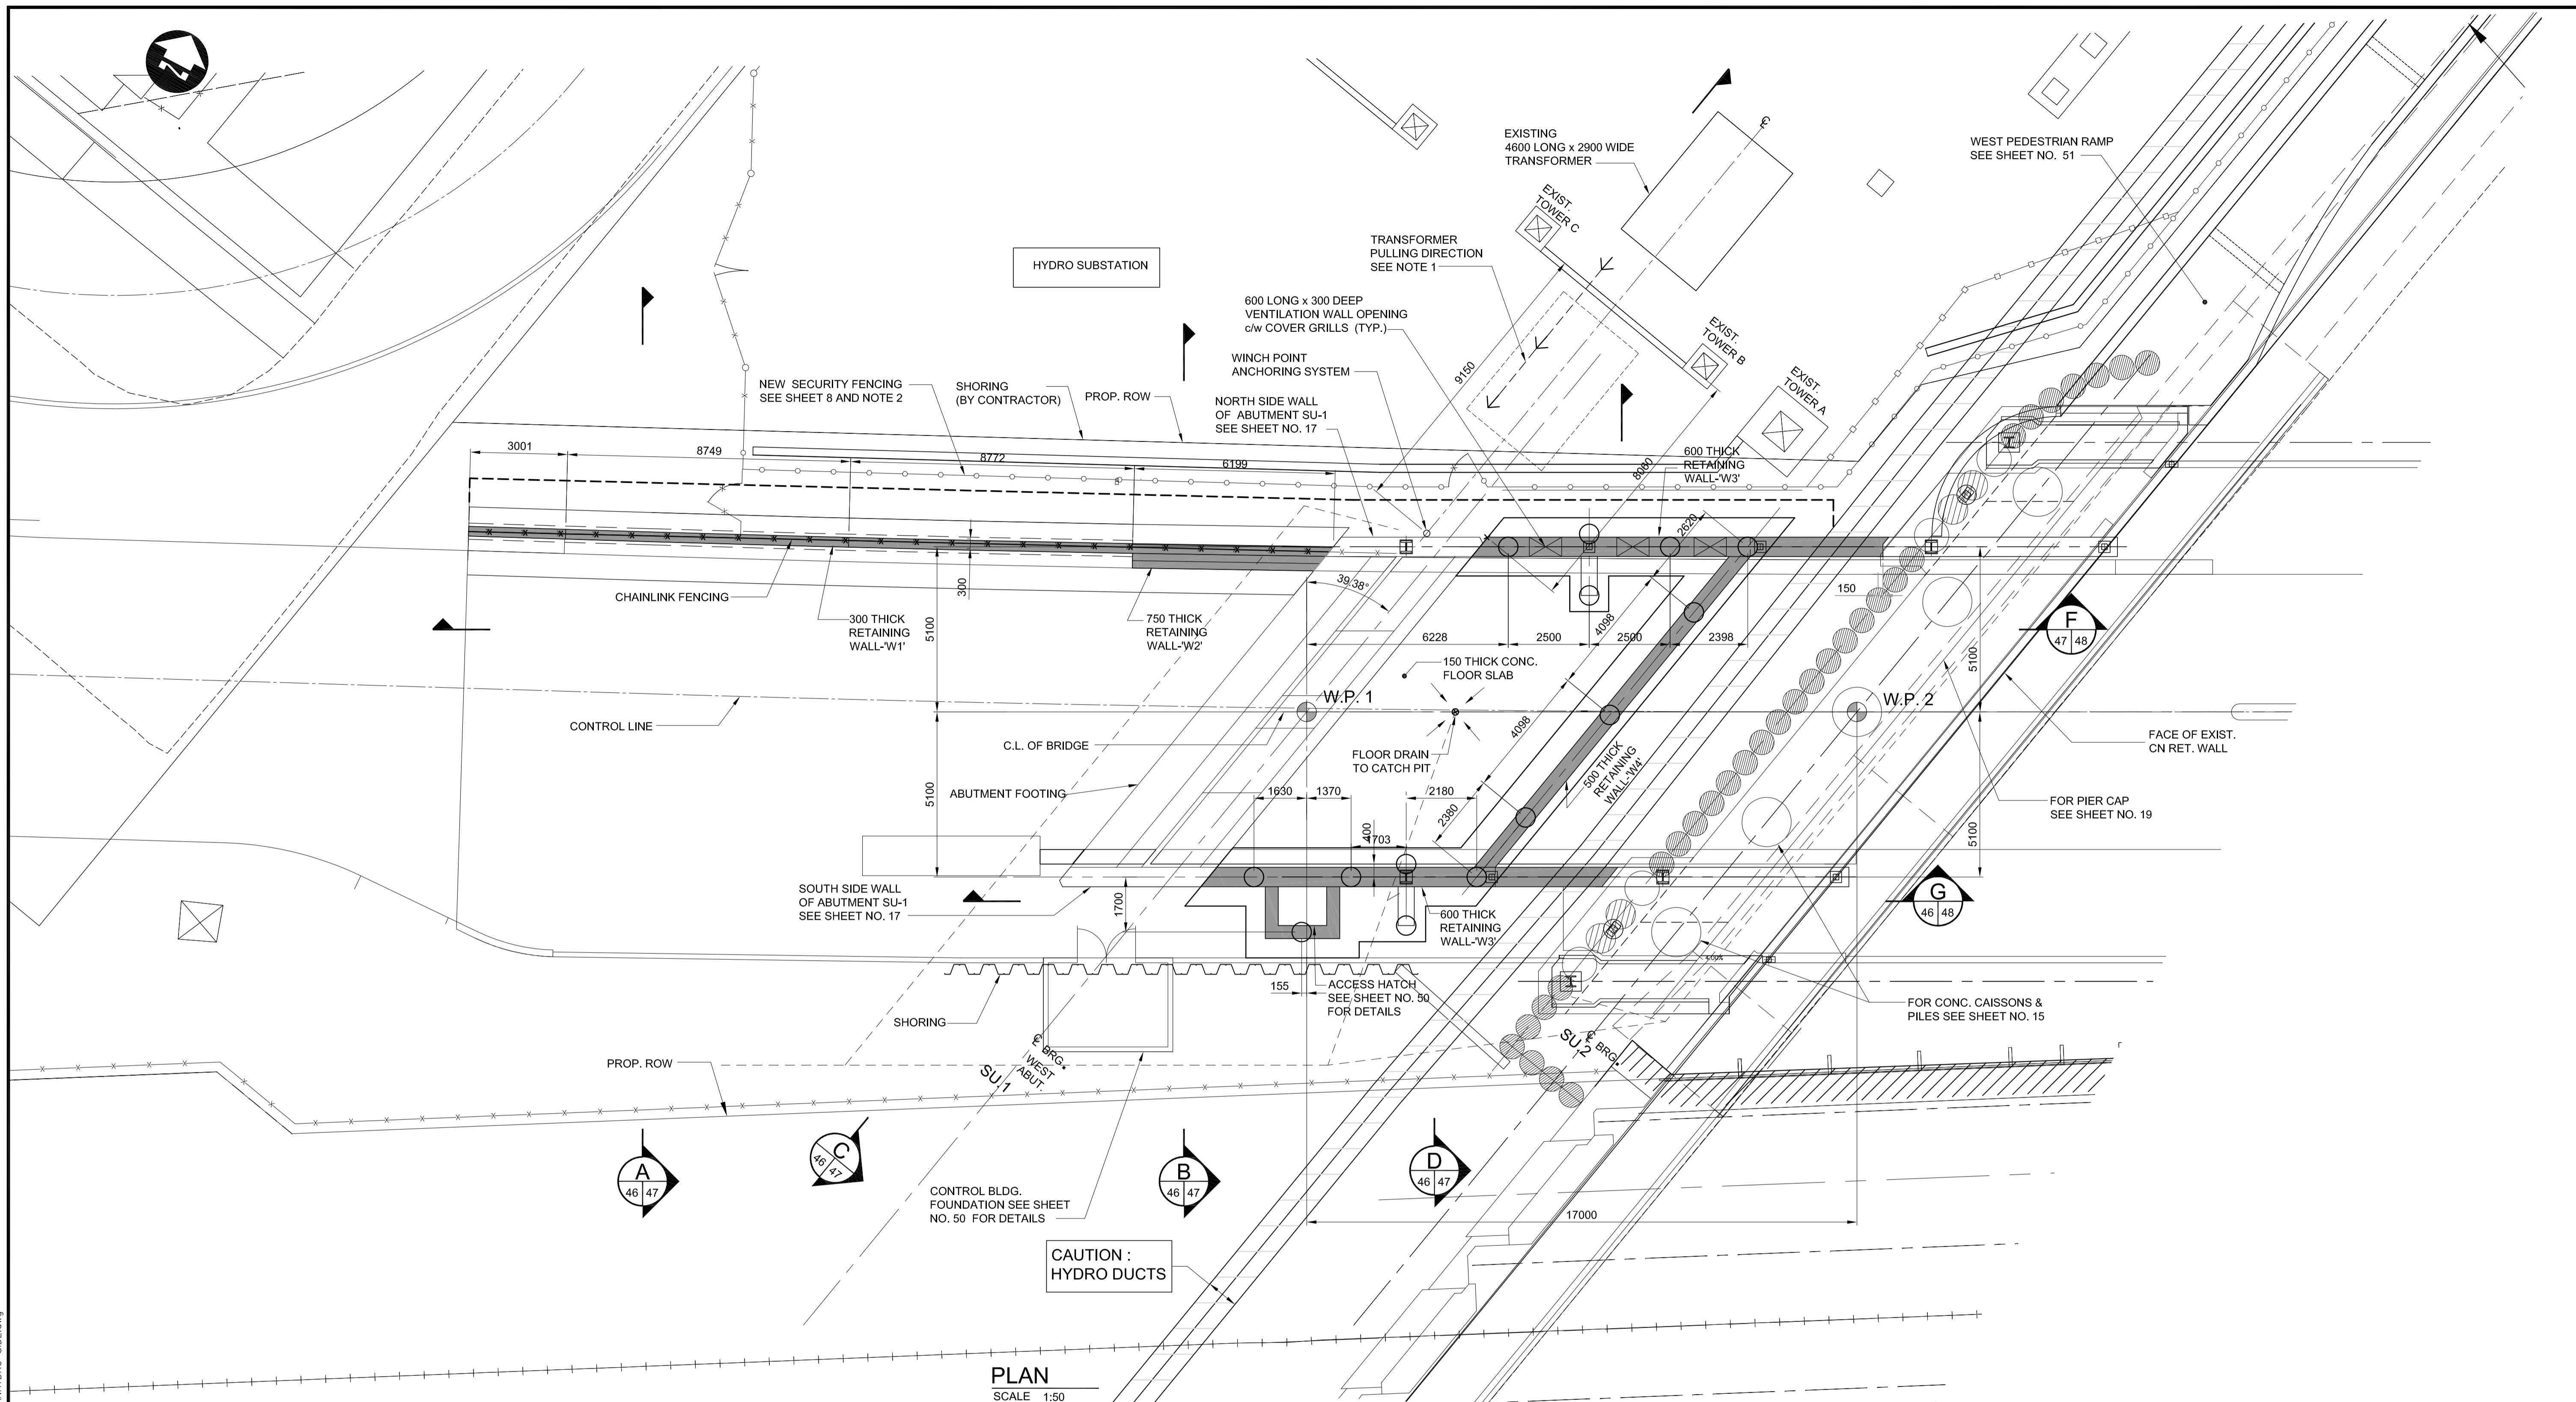 N
EXISTING
4600 LONG x 2900 WIDE
TRANSFORMER
℄
WEST PEDESTRIAN RAMP
SEE SHEET NO. 51
EXIST.
TOWER C
TRANSFORMER
PULLING DIRECTION
SEE NOTE 1
HYDRO SUBSTATION
600 LONG x 300 DEEP
VENTILATION WALL OPENING
c/w COVER GRILLS (TYP.)
EXIST.
TOWER B
WINCH POINT
ANCHORING SYSTEM
9150
EXIST.
TOWER A
NEW SECURITY FENCING
SEE SHEET 8 AND NOTE 2
SHORING
(BY CONTRACTOR)
PROP. ROW
NORTH SIDE WALL
OF ABUTMENT SU-1
SEE SHEET NO. 17
3001
8749
8772
6199
8060
600 THICK
RETAINING
WALL-'W3'
2620
CHAINLINK FENCING
300
39.38°
150
300 THICK
RETAINING
WALL-'W1'
5100
750 THICK
RETAINING
WALL-'W2'
6228
2500
4098
2500
2398
F
47 48
5100
150 THICK CONC.
FLOOR SLAB
W.P. 1
W.P. 2
CONTROL LINE
C.L. OF BRIDGE
FLOOR DRAIN
TO CATCH PIT
4098
FACE OF EXIST.
CN RET. WALL
500 THICK
RETAINING
WALL-'W4'
5100
ABUTMENT FOOTING
1630
1370
2180
2380
400
1703
FOR PIER CAP
SEE SHEET NO. 19
5100
SOUTH SIDE WALL
OF ABUTMENT SU-1
SEE SHEET NO. 17
1700
600 THICK
RETAINING
WALL-'W3'
G
46 48
4.00%
155
ACCESS HATCH
SEE SHEET NO. 50
FOR DETAILS
FOR CONC. CAISSONS &
PILES SEE SHEET NO. 15
SHORING
℄ BRG.
WEST
ABUT.
SU.1
℄ BRG.
SU.2
PROP. ROW
A
46 47
C
46 47
B
46 47
D
46 47
CONTROL BLDG.
FOUNDATION SEE SHEET
NO. 50 FOR DETAILS
17000
CAUTION :
HYDRO DUCTS
PLAN
SCALE 1:50